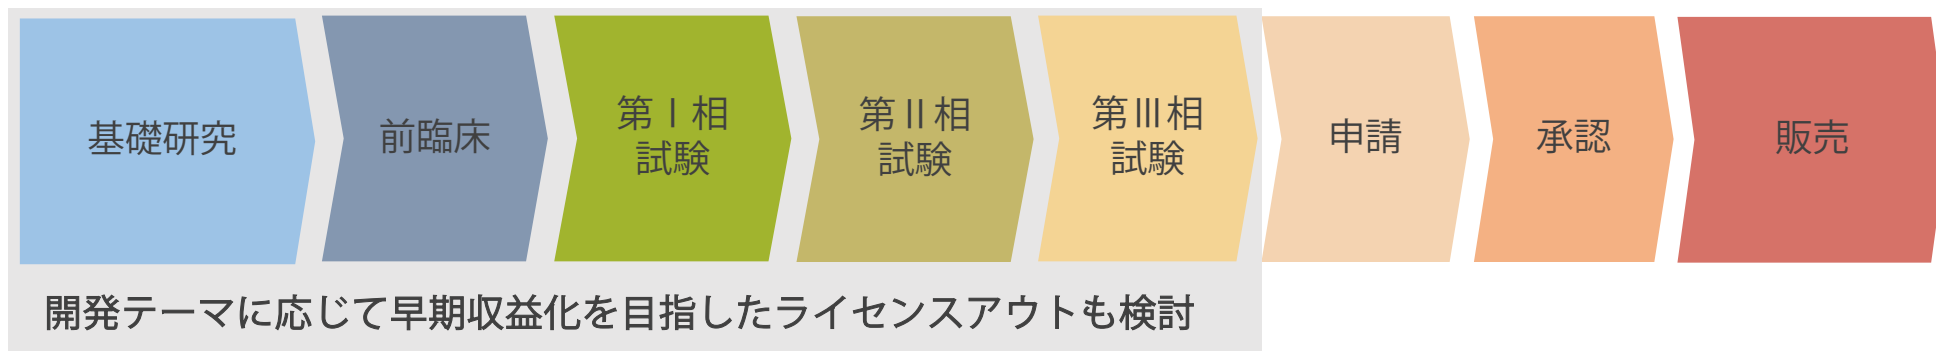 基礎研究
前臨床
第Ⅰ相
試験
第Ⅱ相
試験
第Ⅲ相
試験
申請
承認
販売
開発テーマに応じて早期収益化を目指したライセンスアウトも検討